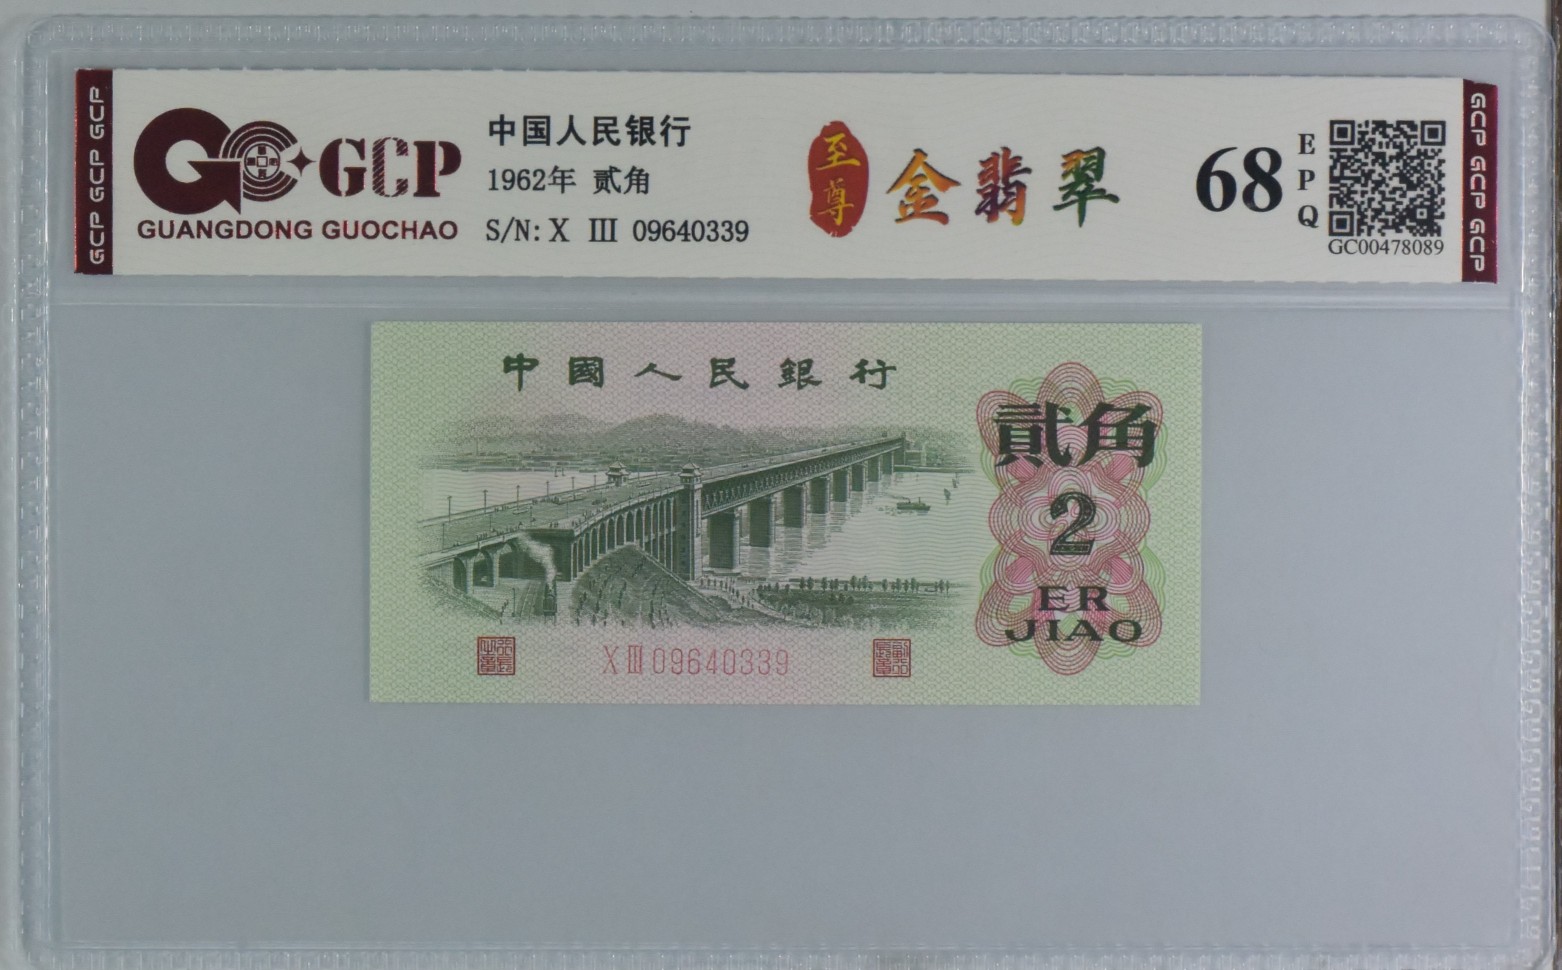 GCP GCP GCP
GCP
GUANGDONG GUOCHAO
中国人民银行
1962年 贰角
S/N: X Ⅲ 09640339
至尊
金翡翠
68
EPQ
GC00478089
GCP GCP GCP
中國人民銀行
貳角
2
ER
JIAO
X Ⅲ 09640339